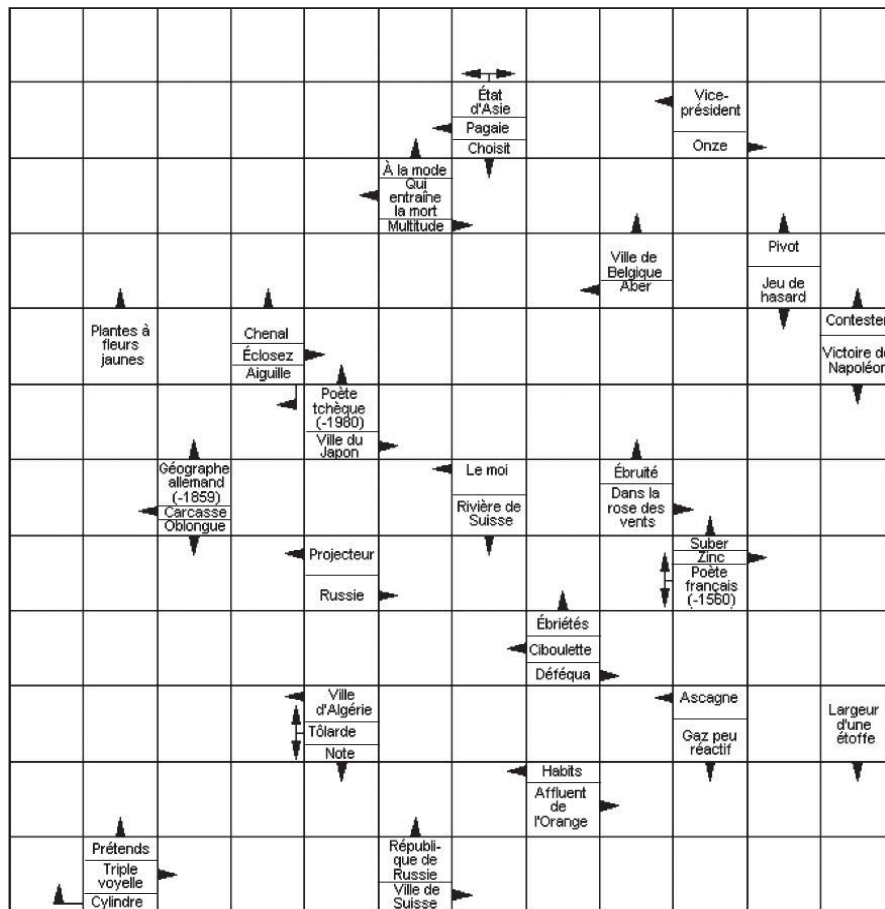 État
d'Asie
Pagaie
Choisit
Vice-
président
Onze
À la mode
Qui
entraîne
la mort
Multitude
Ville de
Belgique
Aber
Pivot
Jeu de
hasard
Plantes à
fleurs
jaunes
Chenal
Éclosez
Aiguille
Contester
Victoire de
Napoléon
Poète
tchèque
(-1980)
Ville du
Japon
Géographe
allemand
(-1859)
Carcasse
Oblongue
Le moi
Rivière de
Suisse
Ébruité
Dans la
rose des
vents
Projecteur
Russie
Suber
Zinc
Poète
français
(-1560)
Ébriétés
Ciboulette
Déféqua
Ville
d'Algérie
Tôlarde
Note
Ascagne
Gaz peu
réactif
Largeur
d'une
étoffe
Habits
Affluent
de
l'Orange
Prétends
Triple
voyelle
Cylindre
Républi-
que de
Russie
Ville de
Suisse